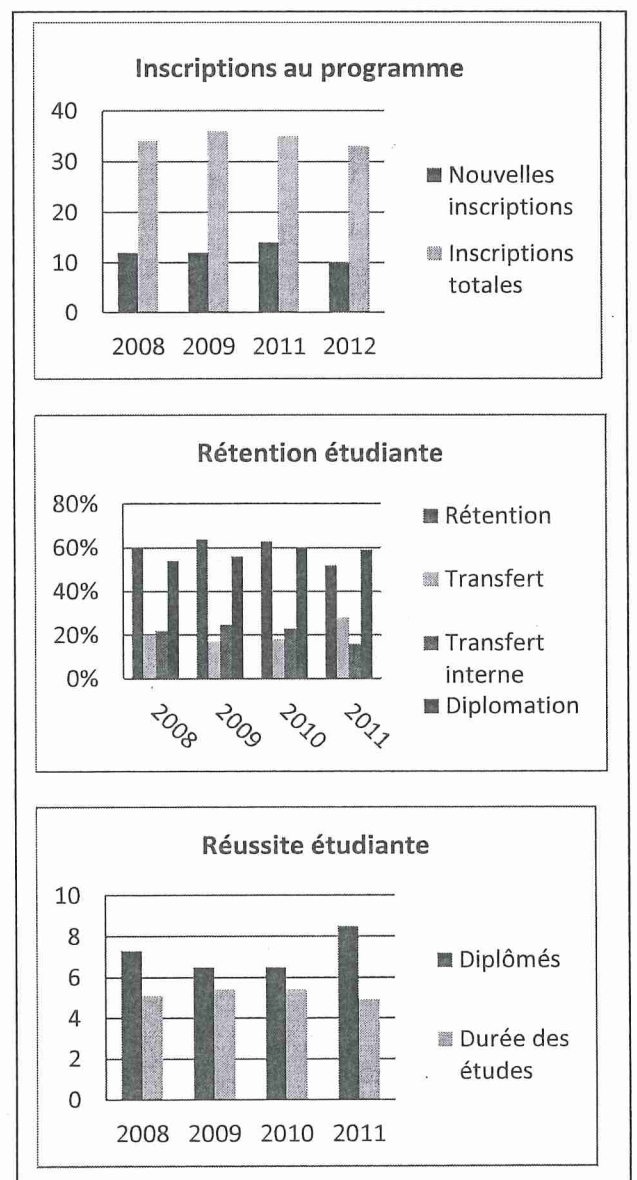 Inscriptions au programme
40
30
20
10
0
2008 2009 2011 2012
Nouvelles
inscriptions
Inscriptions
totales
Rétention étudiante
80%
60%
40%
20%
0%
2008 2009 2010 2011
Rétention
Transfert
Transfert
interne
Diplomation
Réussite étudiante
10
8
6
4
2
0
2008 2009 2010 2011
Diplômés
Durée des
études